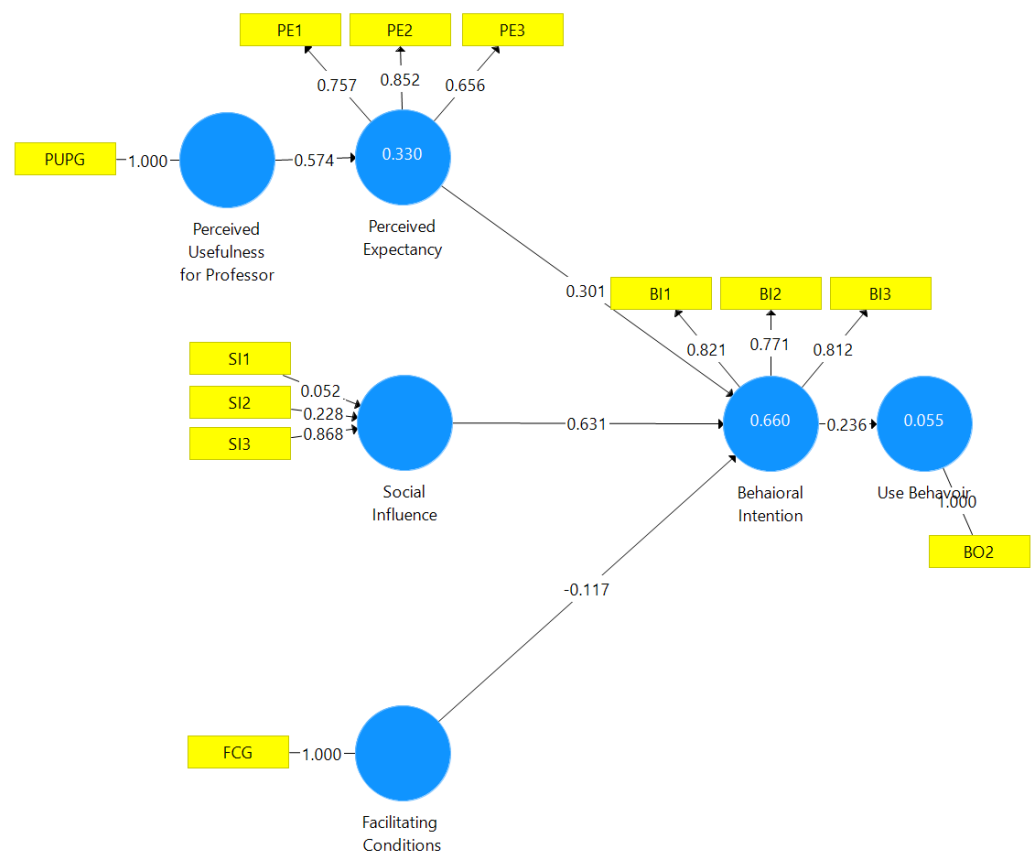 PE1
PE2
PE3
0.757
0.852
0.656
PUPG
1.000
0.574
0.330
Perceived
Usefulness
for Professor
Perceived
Expectancy
0.301
BI1
BI2
BI3
0.821
0.771
0.812
SI1
SI2
SI3
0.052
0.228
0.868
0.631
0.660
0.236
0.055
Social
Influence
Behaioral
Intention
Use Behavoir
1.000
BO2
-0.117
FCG
1.000
Facilitating
Conditions